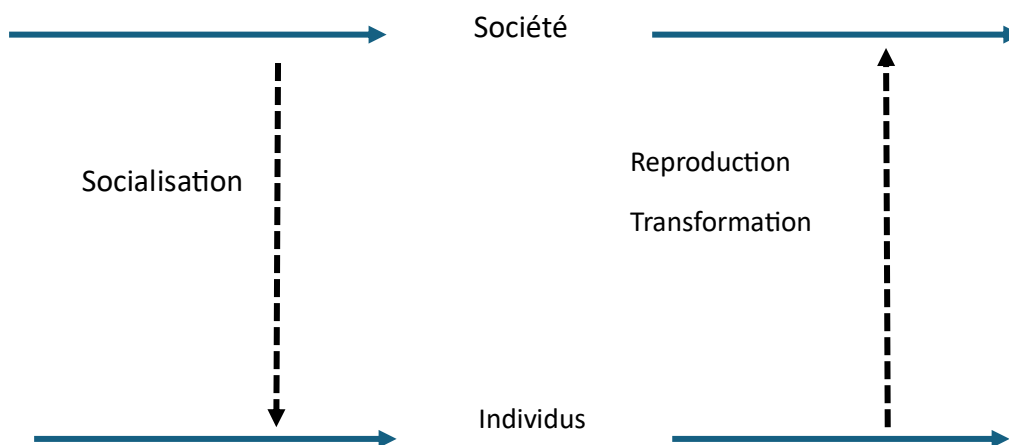 Société
Socialisation
Reproduction
Transformation
Individus